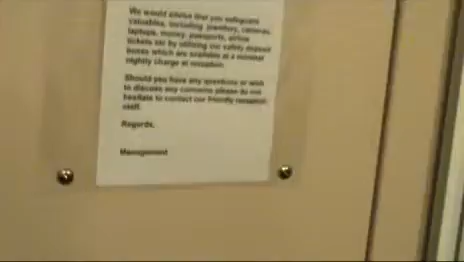 We would advise that you safeguard
valuables, including jewellery, cameras,
laptops, money, passports, airline
tickets etc by utilising our safety deposit
boxes which are available at a minimal
nightly charge at reception.
Should you have any questions or wish
to discuss any concerns please do not
hesitate to contact our friendly reception
staff.
Regards,
Management